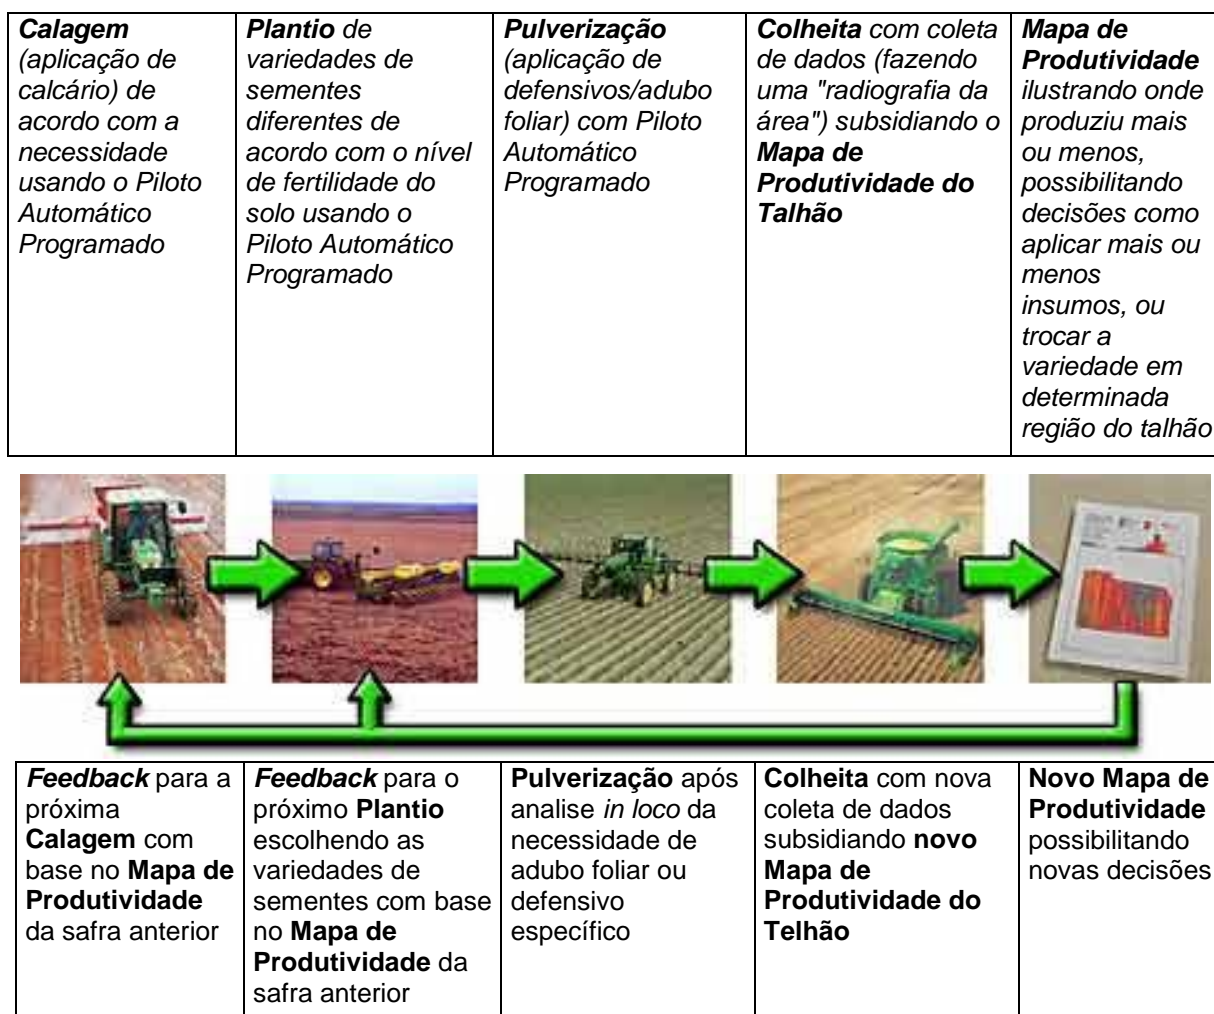 Calagem
(aplicação de
calcário) de
acordo com a
necessidade
usando o Piloto
Automático
Programado
Plantio de
variedades de
sementes
diferentes de
acordo com o nível
de fertilidade do
solo usando o
Piloto Automático
Programado
Pulverização
(aplicação de
defensivos/adubo
foliar) com Piloto
Automático
Programado
Colheita com coleta
de dados (fazendo
uma "radiografia da
área") subsidiando o
Mapa de
Produtividade do
Talhão
Mapa de
Produtividade
ilustrando onde
produziu mais
ou menos,
possibilitando
decisões como
aplicar mais ou
menos
insumos, ou
trocar a
variedade em
determinada
região do talhão
Feedback para a
próxima
Calagem com
base no Mapa de
Produtividade
da safra anterior
Feedback para o
próximo Plantio
escolhendo as
variedades de
sementes com base
no Mapa de
Produtividade da
safra anterior
Pulverização após
analise in loco da
necessidade de
adubo foliar ou
defensivo
específico
Colheita com nova
coleta de dados
subsidiando novo
Mapa de
Produtividade do
Telhão
Novo Mapa de
Produtividade
possibilitando
novas decisões